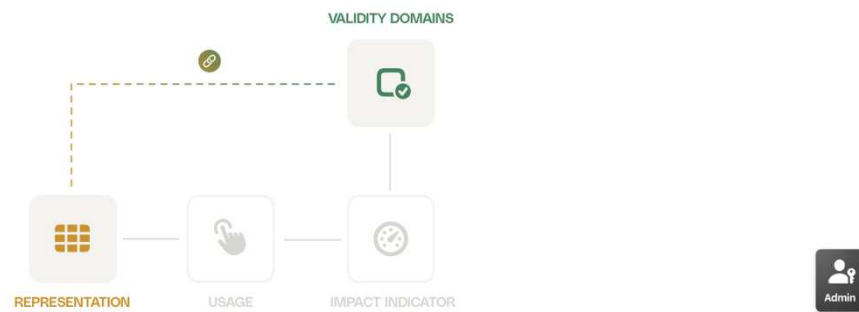 VALIDITY DOMAINS
REPRESENTATION
USAGE
IMPACT INDICATOR
Admin